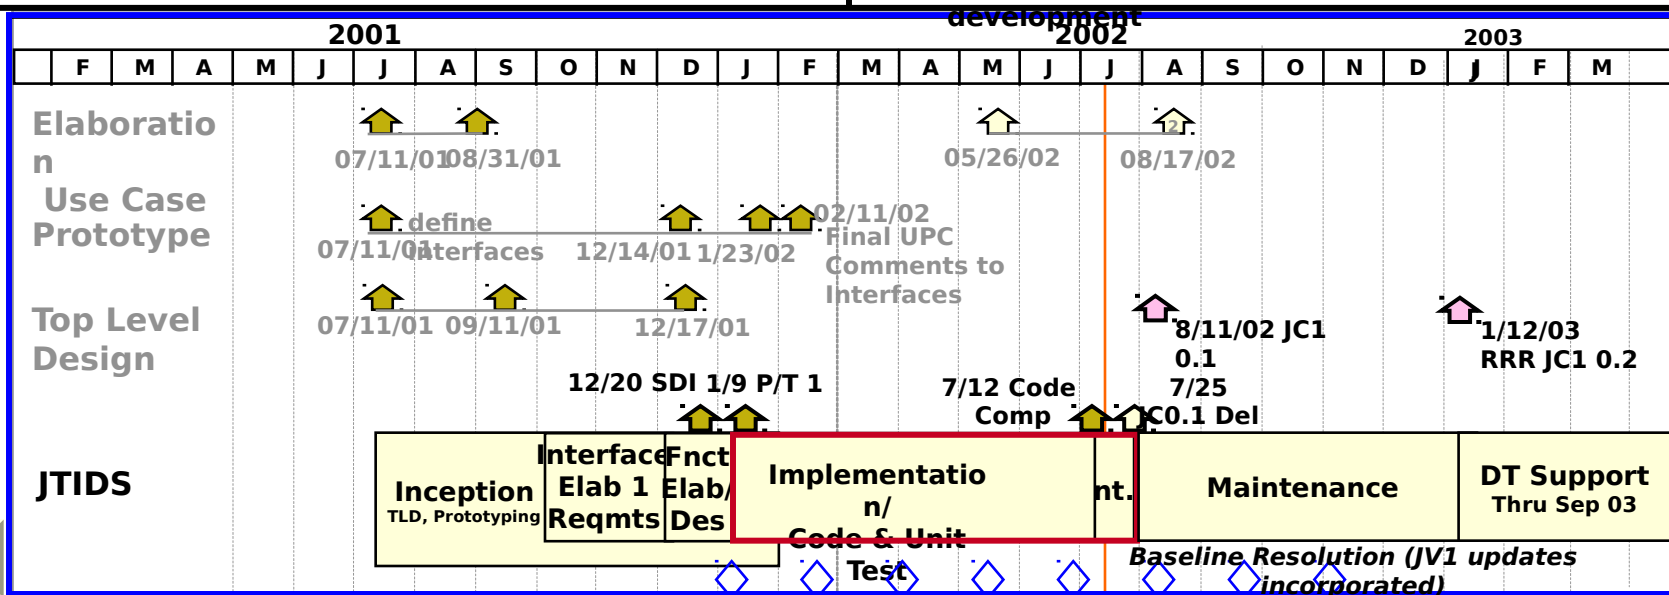 development
2001 2002 2003
F M A M J J A S O N D J F M A M J J A S O N D J F M
Elaboratio
n
2
07/11/01 08/31/01 05/26/02 08/17/02
Use Case
Prototype
define
interfaces
07/11/01 12/14/01 1/23/02
02/11/02
Final UPC
Comments to
Interfaces
Top Level
Design
07/11/01 09/11/01 12/17/01
8/11/02 JC1
0.1
1/12/03
RRR JC1 0.2
12/20 SDI 1/9 P/T 1
7/12 Code
Comp
7/25
JC0.1 Del
JTIDS
Inception
TLD, Prototyping
Interface
Elab 1
Reqmts
Fnct
Elab/
Des
Implementatio
n/
Code & Unit
Test
nt.
Maintenance
DT Support
Thru Sep 03
Baseline Resolution (JV1 updates
incorporated)